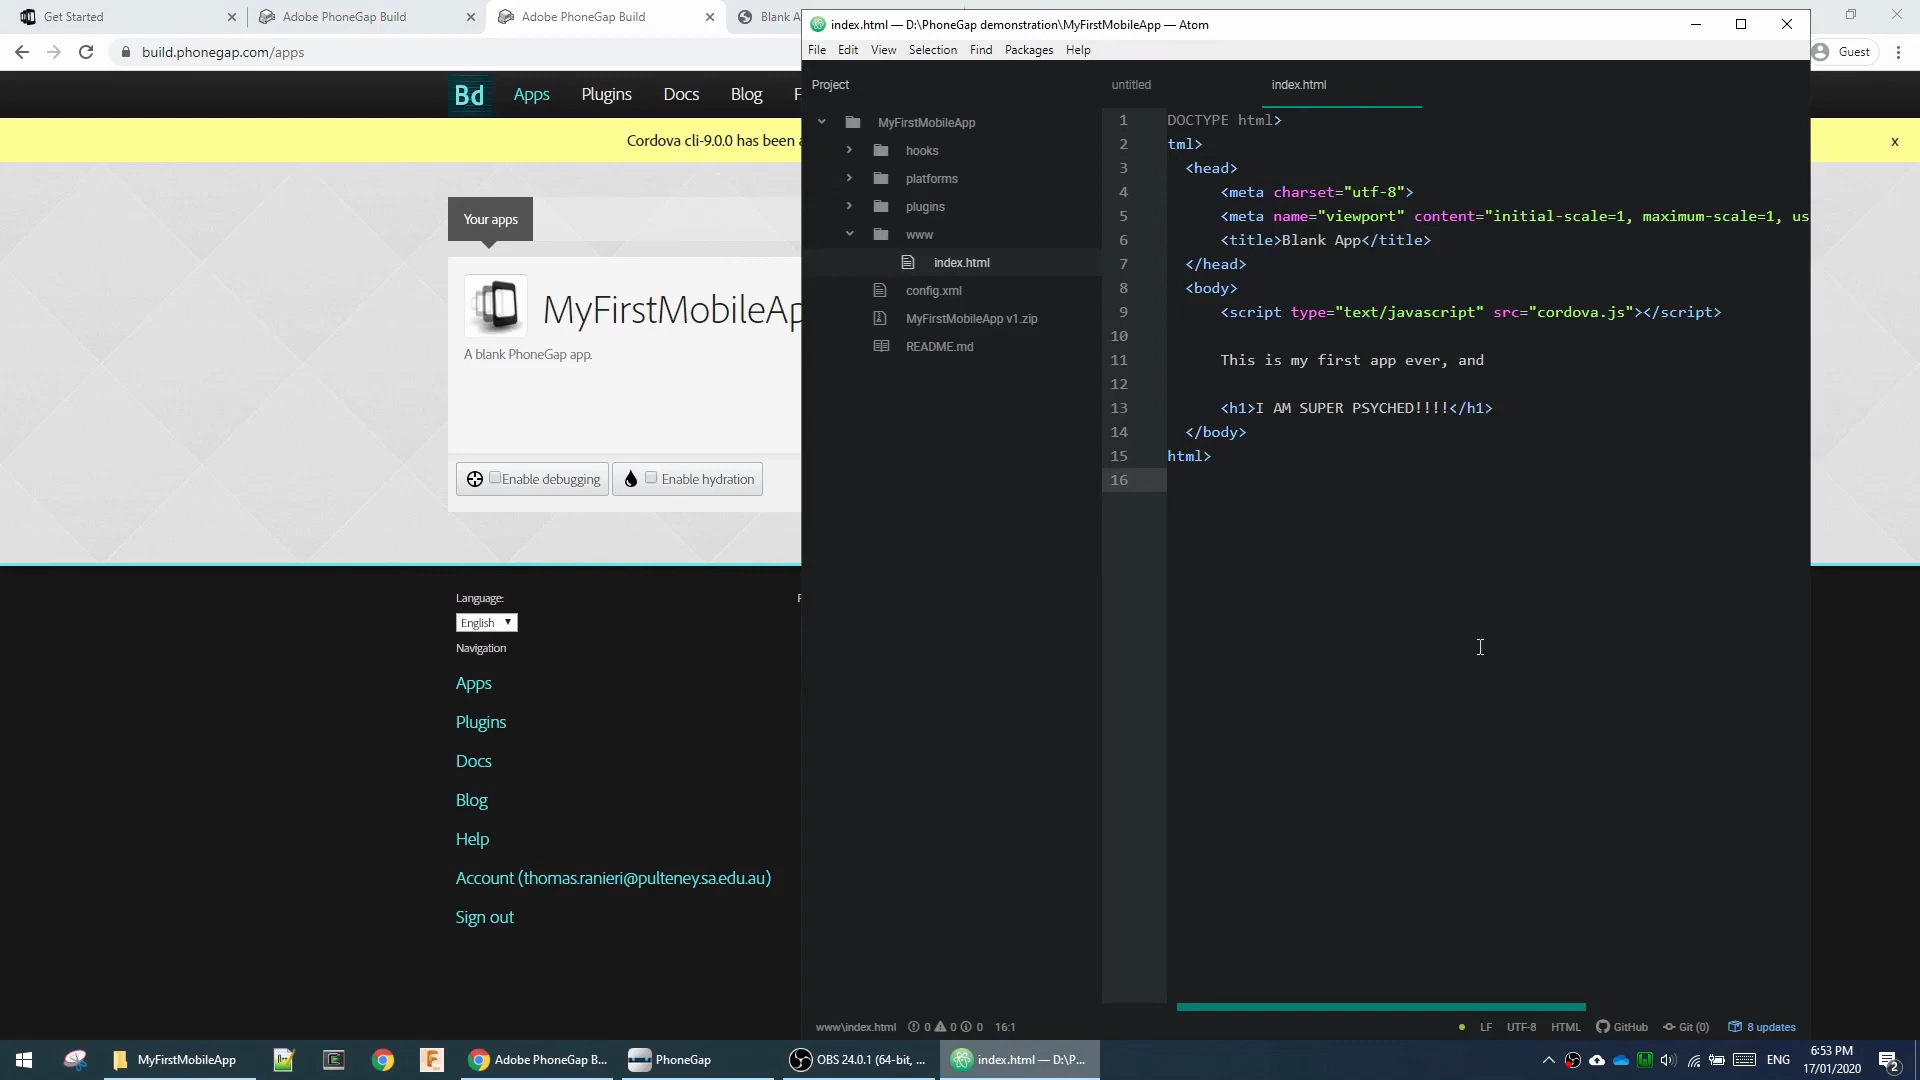 Get Started
Adobe PhoneGap Build
Adobe PhoneGap Build
Blank A
build.phonegap.com/apps
Guest
Bd
Apps
Plugins
Docs
Blog
F
Cordova cli-9.0.0 has been a
x
Your apps
MyFirstMobileAp
A blank PhoneGap app.
Enable debugging
Enable hydration
Language:
English
Navigation
Apps
Plugins
Docs
Blog
Help
Account (thomas.ranieri@pulteney.sa.edu.au)
Sign out
index.html — D:\PhoneGap demonstration\MyFirstMobileApp — Atom
File Edit View Selection Find Packages Help
Project
MyFirstMobileApp
hooks
platforms
plugins
www
index.html
config.xml
MyFirstMobileApp v1.zip
README.md
untitled
index.html
1 DOCTYPE html>
2 tml>
3 <head>
4 <meta charset="utf-8">
5 <meta name="viewport" content="initial-scale=1, maximum-scale=1, us
6 <title>Blank App</title>
7 </head>
8 <body>
9 <script type="text/javascript" src="cordova.js"></script>
10
11 This is my first app ever, and
12
13 <h1>I AM SUPER PSYCHED!!!!</h1>
14 </body>
15 html>
16
www\index.html 0 0 0 16:1
LF UTF-8 HTML GitHub Git (0) 8 updates
MyFirstMobileApp
Adobe PhoneGap B...
PhoneGap
OBS 24.0.1 (64-bit, ...
index.html — D:\P...
ENG
6:53 PM
17/01/2020
2